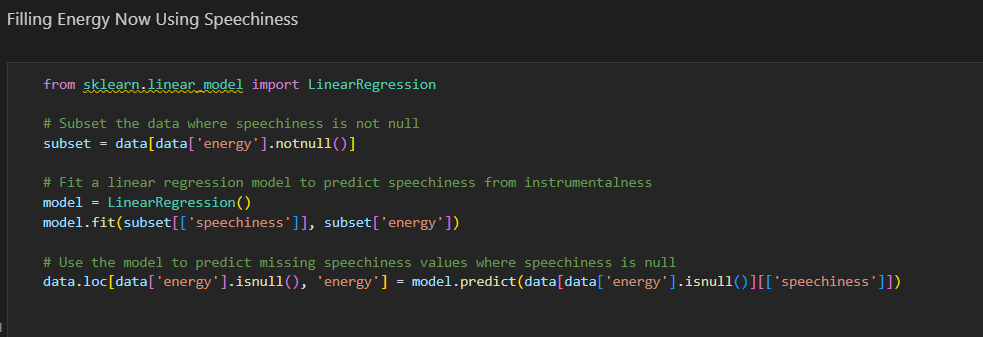 Filling Energy Now Using Speechiness
from sklearn.linear_model import LinearRegression
# Subset the data where speechiness is not null
subset = data[data['energy'].notnull()]
# Fit a linear regression model to predict speechiness from instrumentalness
model = LinearRegression()
model.fit(subset[['speechiness']], subset['energy'])
# Use the model to predict missing speechiness values where speechiness is null
data.loc[data['energy'].isnull(), 'energy'] = model.predict(data[data['energy'].isnull()][['speechiness']])